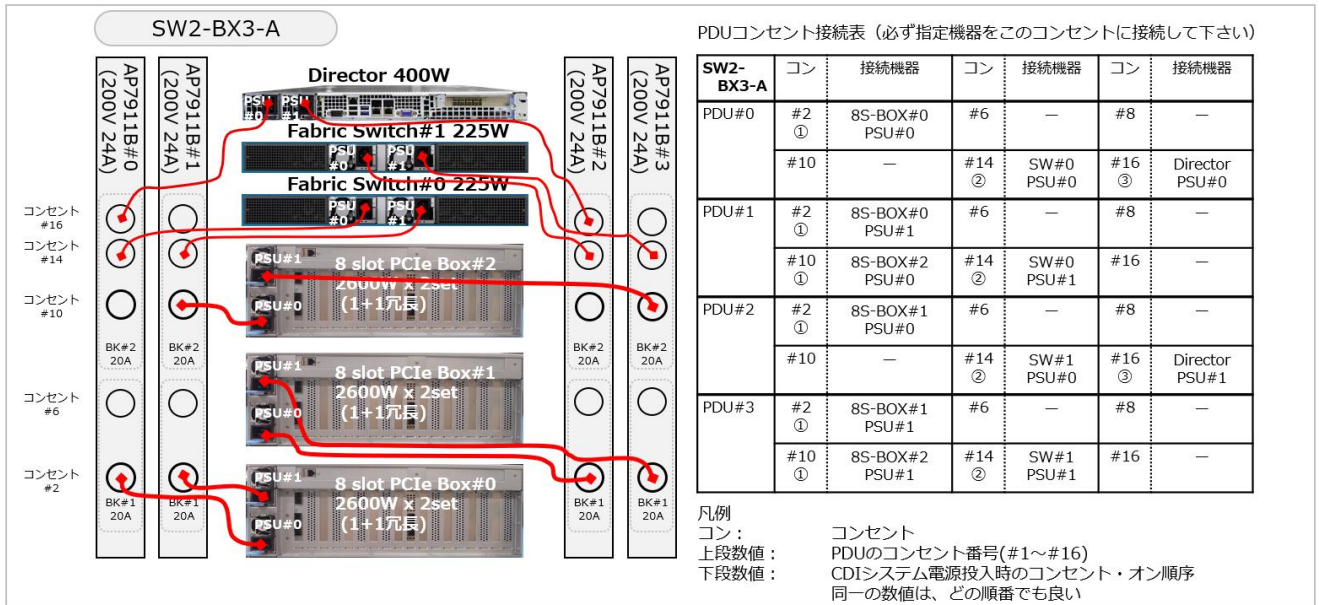 SW2-BX3-A
AP7911B#0
(200V 24A)
AP7911B#1
(200V 24A)
Director 400W
PSU
#0
PSU
#1
Fabric Switch#1 225W
PSU
#0
PSU
#1
Fabric Switch#0 225W
PSU
#0
PSU
#1
AP7911B#2
(200V 24A)
AP7911B#3
(200V 24A)
コンセント
#16
コンセント
#14
コンセント
#10
コンセント
#6
コンセント
#2
BK#2
20A
BK#2
20A
BK#2
20A
BK#2
20A
BK#1
20A
BK#1
20A
BK#1
20A
BK#1
20A
PSU#1
PSU#0
8 slot PCIe Box#2
2600W x 2set
(1+1冗長)
PSU#1
PSU#0
8 slot PCIe Box#1
2600W x 2set
(1+1冗長)
PSU#1
PSU#0
8 slot PCIe Box#0
2600W x 2set
(1+1冗長)
PDUコンセント接続表（必ず指定機器をこのコンセントに接続して下さい）
SW2- コン 接続機器 コン 接続機器 コン 接続機器
BX3-A
PDU#0 #2 8S-BOX#0 #6 ― #8 ―
① PSU#0
#10 ― #14 SW#0 #16 Director
② PSU#0 ③ PSU#0
PDU#1 #2 8S-BOX#0 #6 ― #8 ―
① PSU#1
#10 8S-BOX#2 #14 SW#0 #16 ―
① PSU#0 ② PSU#1
PDU#2 #2 8S-BOX#1 #6 ― #8 ―
① PSU#0
#10 ― #14 SW#1 #16 Director
② PSU#0 ③ PSU#1
PDU#3 #2 8S-BOX#1 #6 ― #8 ―
① PSU#1
#10 8S-BOX#2 #14 SW#1 #16 ―
① PSU#1 ② PSU#1
凡例
コン： コンセント
上段数値： PDUのコンセント番号(#1～#16)
下段数値： CDIシステム電源投入時のコンセント・オン順序
同一の数値は、どの順番でも良い